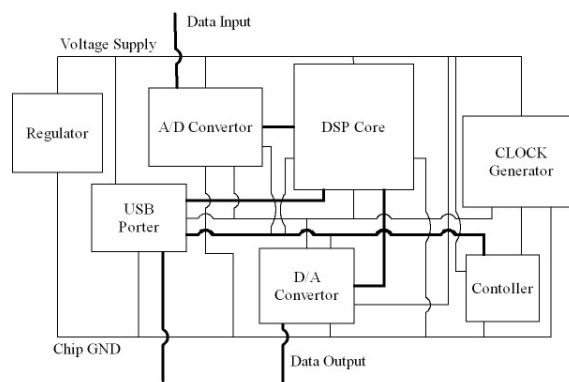 Data Input
Voltage Supply
Regulator
A/D Convertor
DSP Core
CLOCK
Generator
USB
Porter
D/A
Convertor
Contoller
Chip GND
Data Output